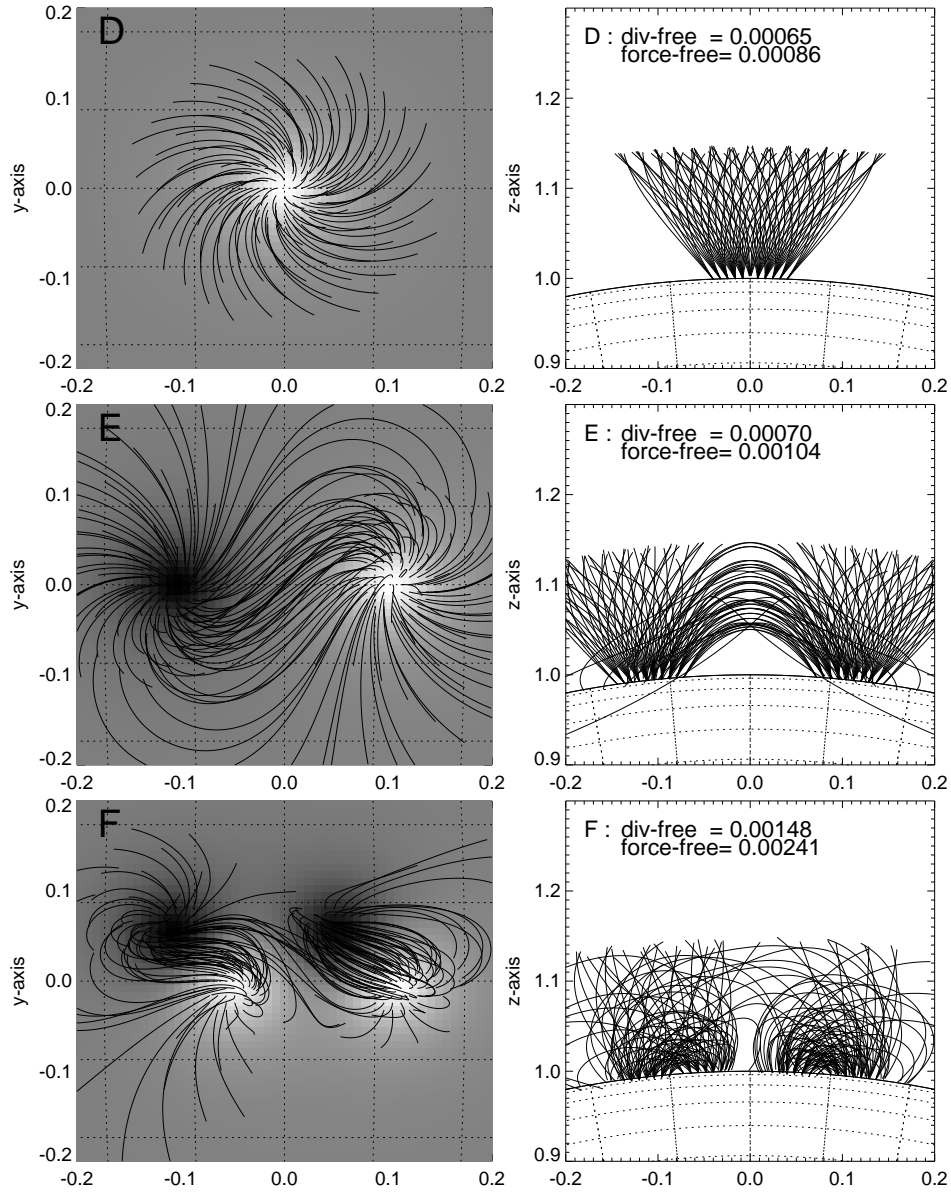 D
0.2
0.1
0.0
-0.1
-0.2
y-axis
-0.2 -0.1 0.0 0.1 0.2
D : div-free = 0.00065
force-free= 0.00086
1.2
1.1
1.0
0.9
z-axis
-0.2 -0.1 0.0 0.1 0.2
E
0.2
0.1
0.0
-0.1
-0.2
y-axis
-0.2 -0.1 0.0 0.1 0.2
E : div-free = 0.00070
force-free= 0.00104
1.2
1.1
1.0
0.9
z-axis
-0.2 -0.1 0.0 0.1 0.2
F
0.2
0.1
0.0
-0.1
-0.2
y-axis
-0.2 -0.1 0.0 0.1 0.2
F : div-free = 0.00148
force-free= 0.00241
1.2
1.1
1.0
0.9
z-axis
-0.2 -0.1 0.0 0.1 0.2